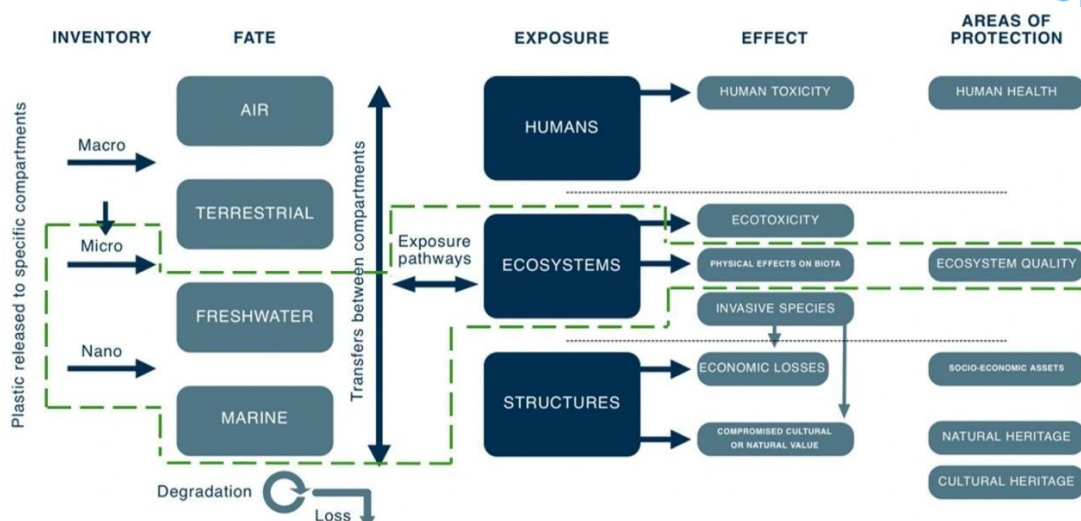 INVENTORY
FATE
EXPOSURE
EFFECT
AREAS OF
PROTECTION
Plastic released to specific compartments
Macro
Micro
Nano
AIR
TERRESTRIAL
FRESHWATER
MARINE
Degradation
Loss
Transfers between compartments
Exposure
pathways
HUMANS
ECOSYSTEMS
STRUCTURES
HUMAN TOXICITY
ECOTOXICITY
PHYSICAL EFFECTS ON BIOTA
INVASIVE SPECIES
ECONOMIC LOSSES
COMPROMISED CULTURAL
OR NATURAL VALUE
HUMAN HEALTH
ECOSYSTEM QUALITY
SOCIO-ECONOMIC ASSETS
NATURAL HERITAGE
CULTURAL HERITAGE